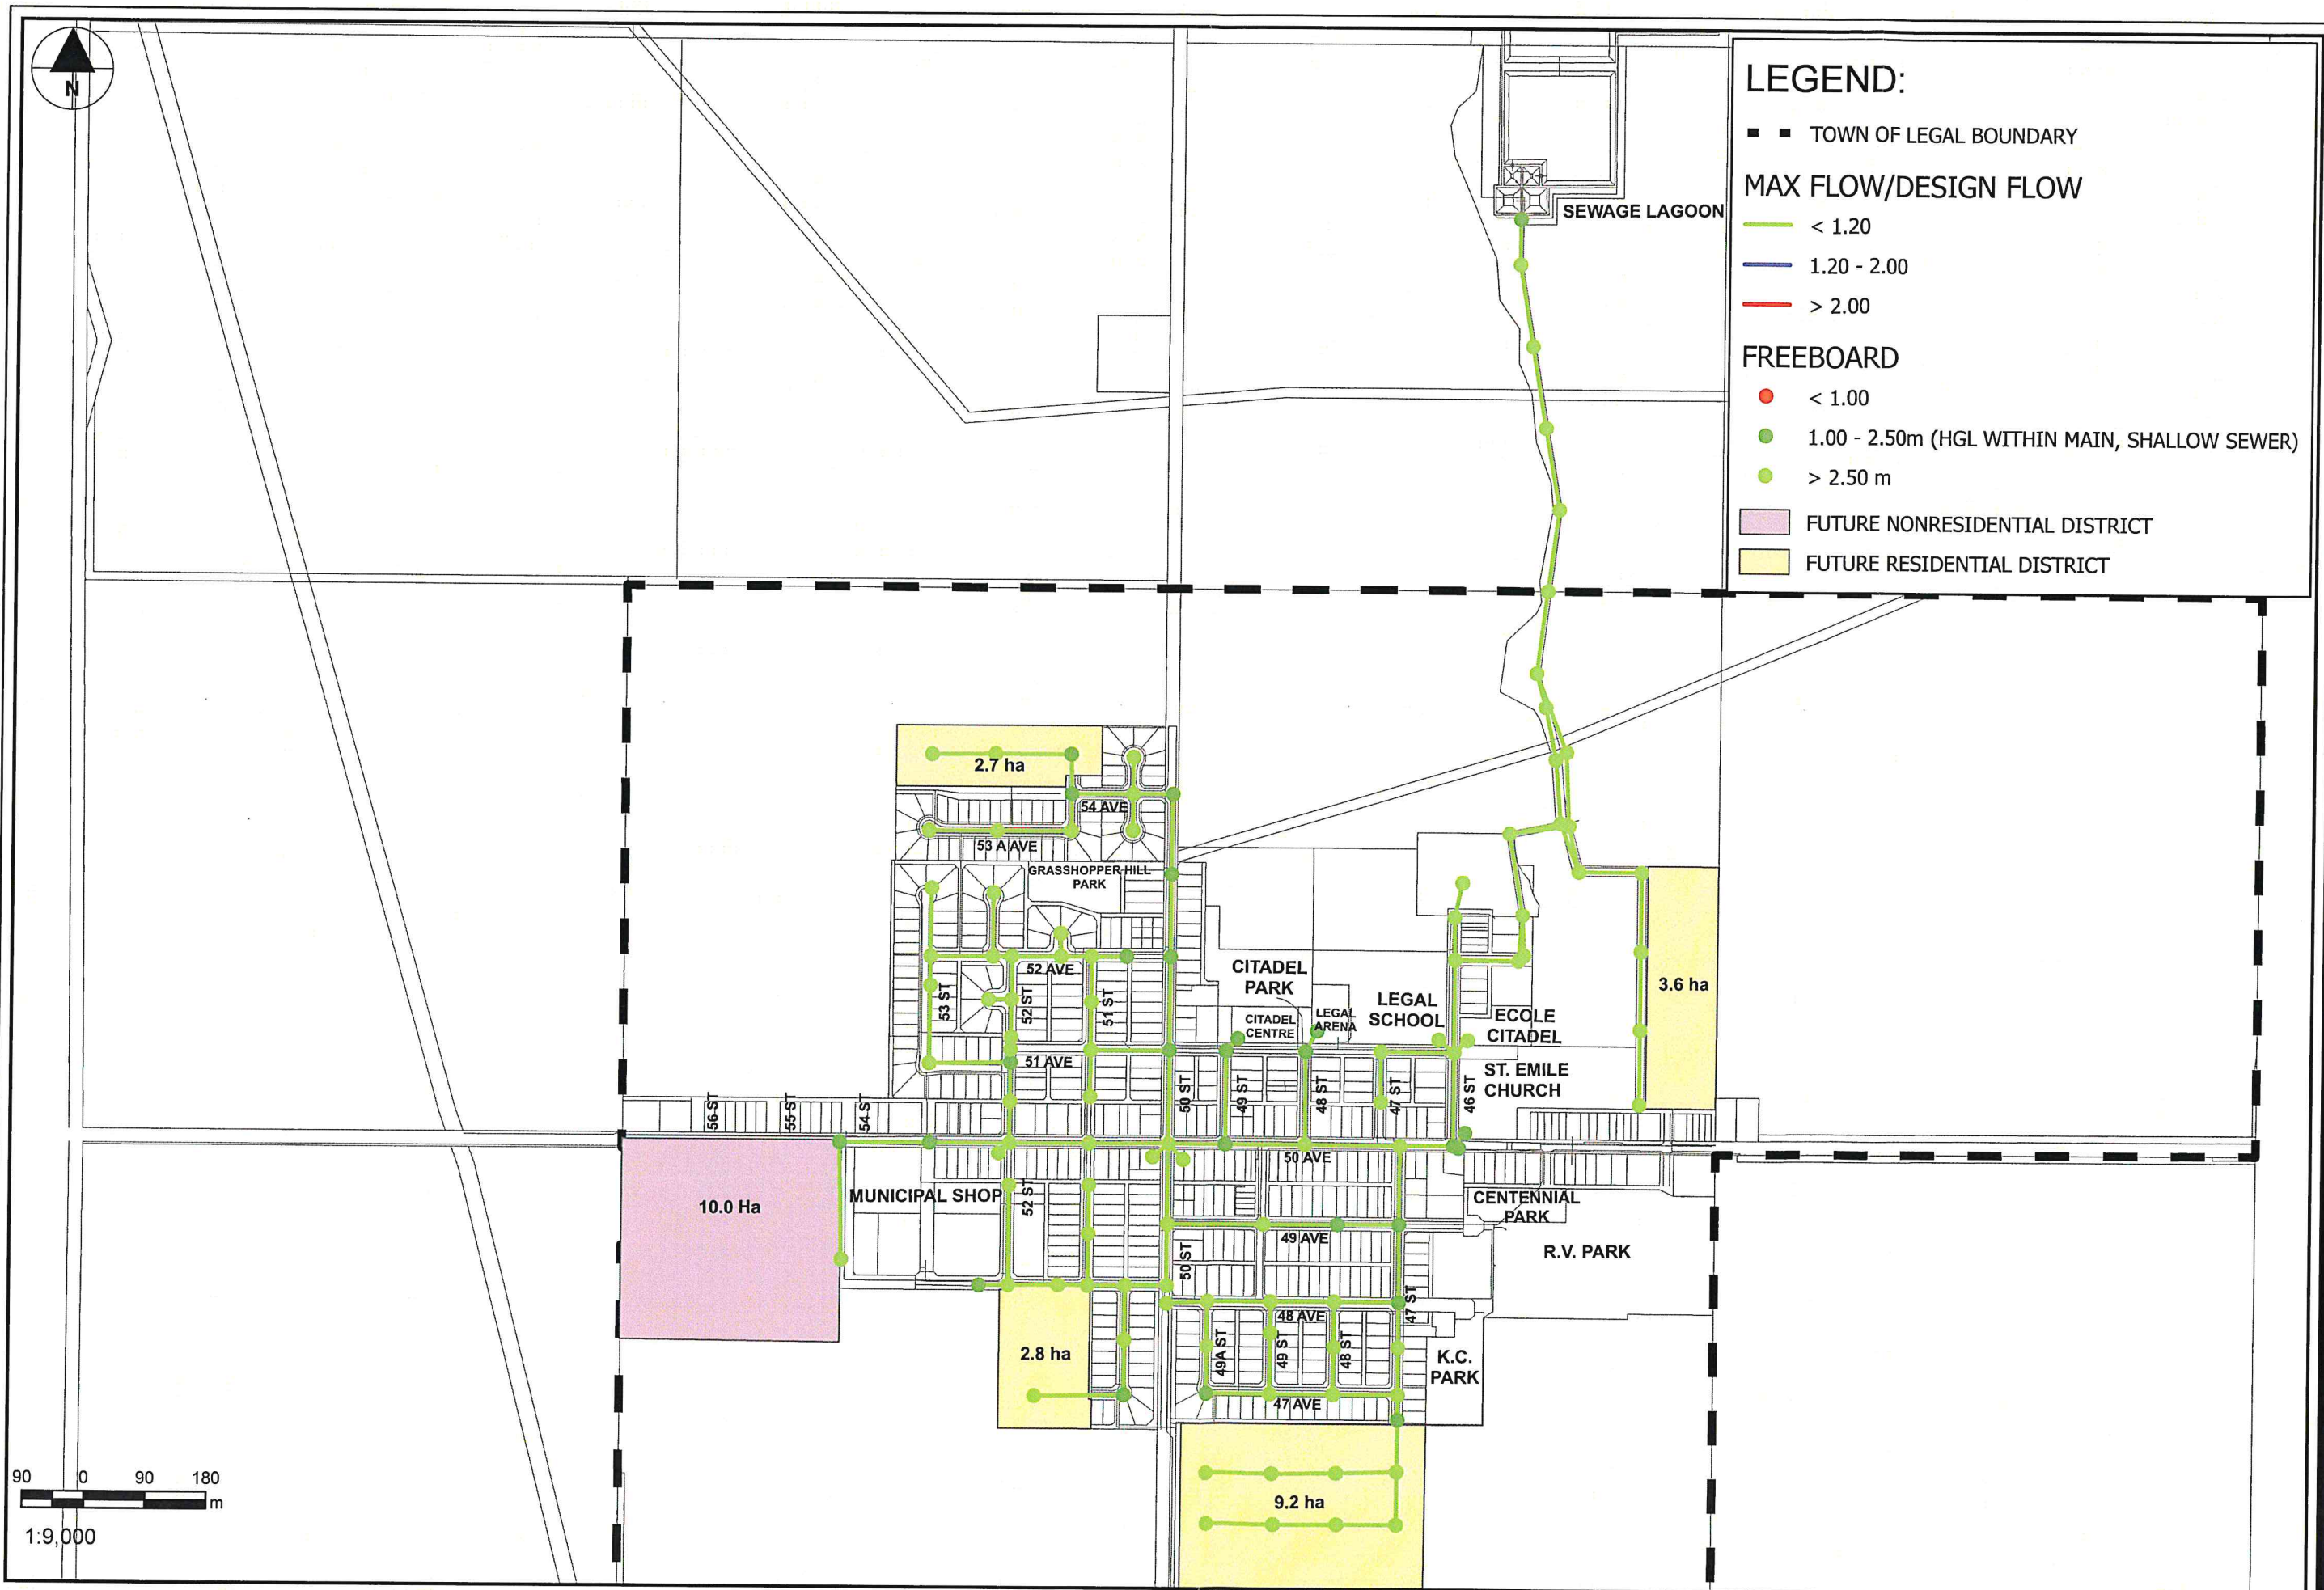 N
LEGEND:
TOWN OF LEGAL BOUNDARY
MAX FLOW/DESIGN FLOW
< 1.20
1.20 - 2.00
> 2.00
FREEBOARD
< 1.00
1.00 - 2.50m (HGL WITHIN MAIN, SHALLOW SEWER)
> 2.50 m
FUTURE NONRESIDENTIAL DISTRICT
FUTURE RESIDENTIAL DISTRICT
SEWAGE LAGOON
2.7 ha
54 AVE
53 A AVE
GRASSHOPPER HILL
PARK
52 AVE
53 ST
52 ST
51 ST
51 AVE
CITADEL
PARK
CITADEL
CENTRE
LEGAL
ARENA
LEGAL
SCHOOL
ECOLE
CITADEL
3.6 ha
ST. EMILE
CHURCH
56 ST
55 ST
54 ST
50 ST
49 ST
48 ST
47 ST
46 ST
50 AVE
10.0 Ha
MUNICIPAL SHOP
52 ST
CENTENNIAL
PARK
49 AVE
50 ST
R.V. PARK
48 AVE
47 ST
2.8 ha
49A ST
49 ST
48 ST
K.C.
PARK
47 AVE
9.2 ha
90 0 90 180
m
1:9,000